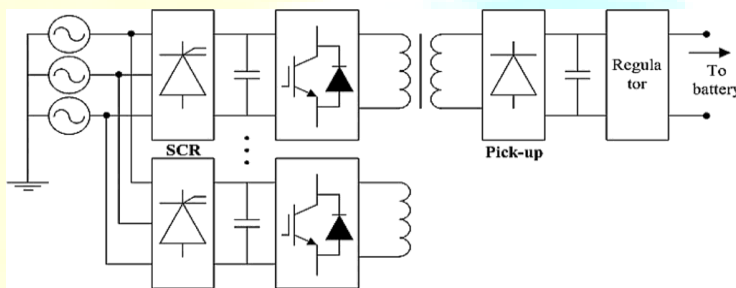 Regula
tor
To
battery
SCR
Pick-up